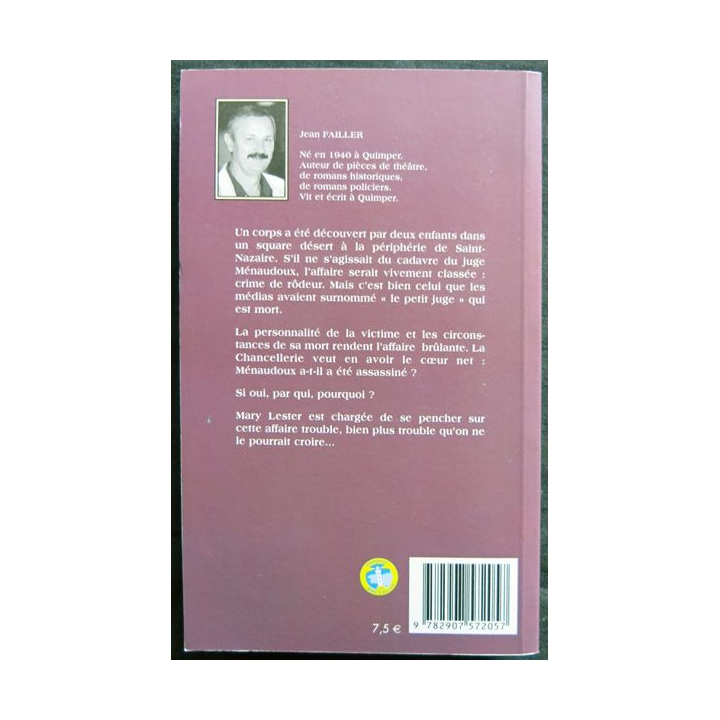 Jean FAILLER
Né en 1940 à Quimper.
Auteur de pièces de théâtre,
de romans historiques,
de romans policiers.
Vit et écrit à Quimper.
Un corps a été découvert par deux enfants dans
un square désert à la périphérie de Saint-
Nazaire. S'il ne s'agissait du cadavre du juge
Ménaudoux, l'affaire serait vivement classée :
crime de rôdeur. Mais c'est bien celui que les
médias avaient surnommé « le petit juge » qui
est mort.
La personnalité de la victime et les circons-
tances de sa mort rendent l'affaire brûlante. La
Chancellerie veut en avoir le cœur net :
Ménaudoux a-t-il a été assassiné ?
Si oui, par qui, pourquoi ?
Mary Lester est chargée de se pencher sur
cette affaire trouble, bien plus trouble qu'on ne
le pourrait croire...
7,5 €
9 782907 572057